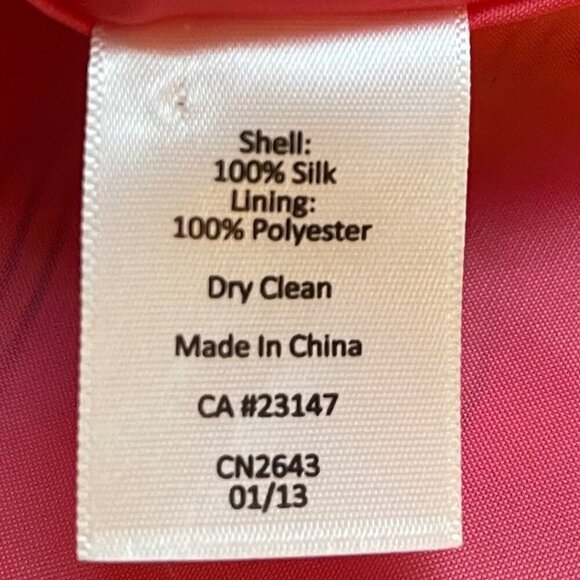 Shell:
100% Silk
Lining:
100% Polyester
Dry Clean
Made In China
CA #23147
CN2643
01/13